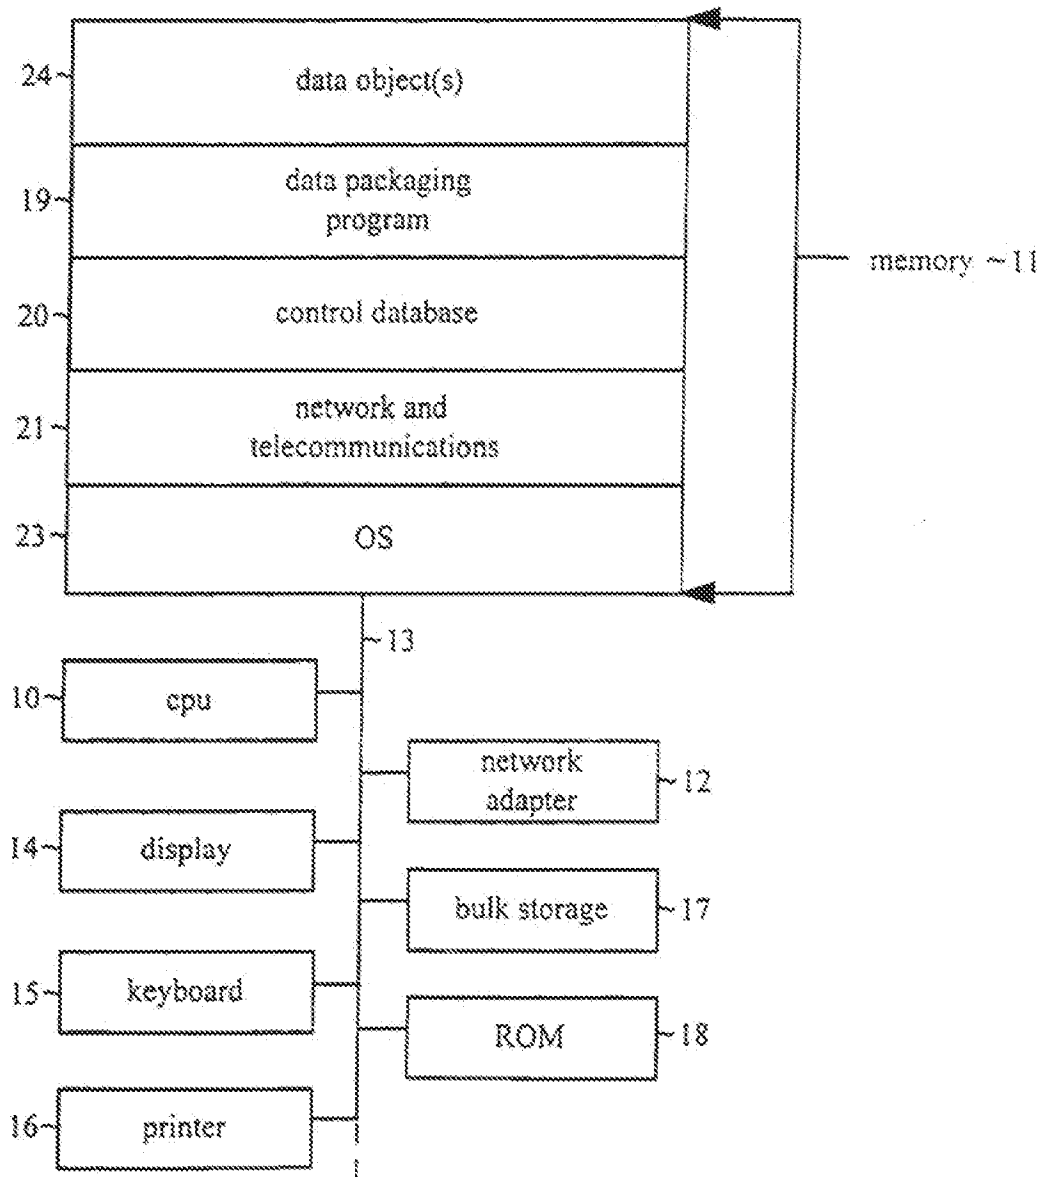 24
data object(s)
19
data packaging
program
memory ~11
20
control database
21
network and
telecommunications
23
OS
13
10
cpu
network
adapter
12
14
display
bulk storage
17
15
keyboard
ROM
18
16
printer